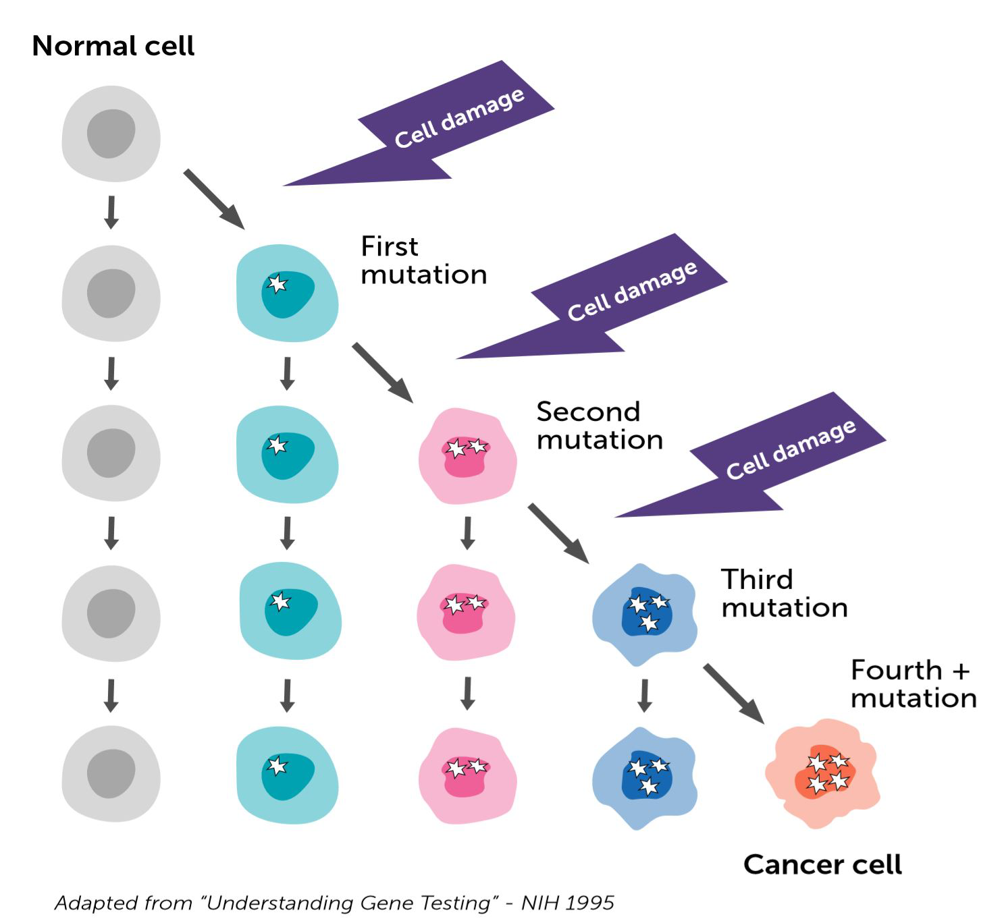 Normal cell
Cell damage
First
mutation
Cell damage
Second
mutation
Cell damage
Third
mutation
Fourth +
mutation
Cancer cell
Adapted from “Understanding Gene Testing” - NIH 1995